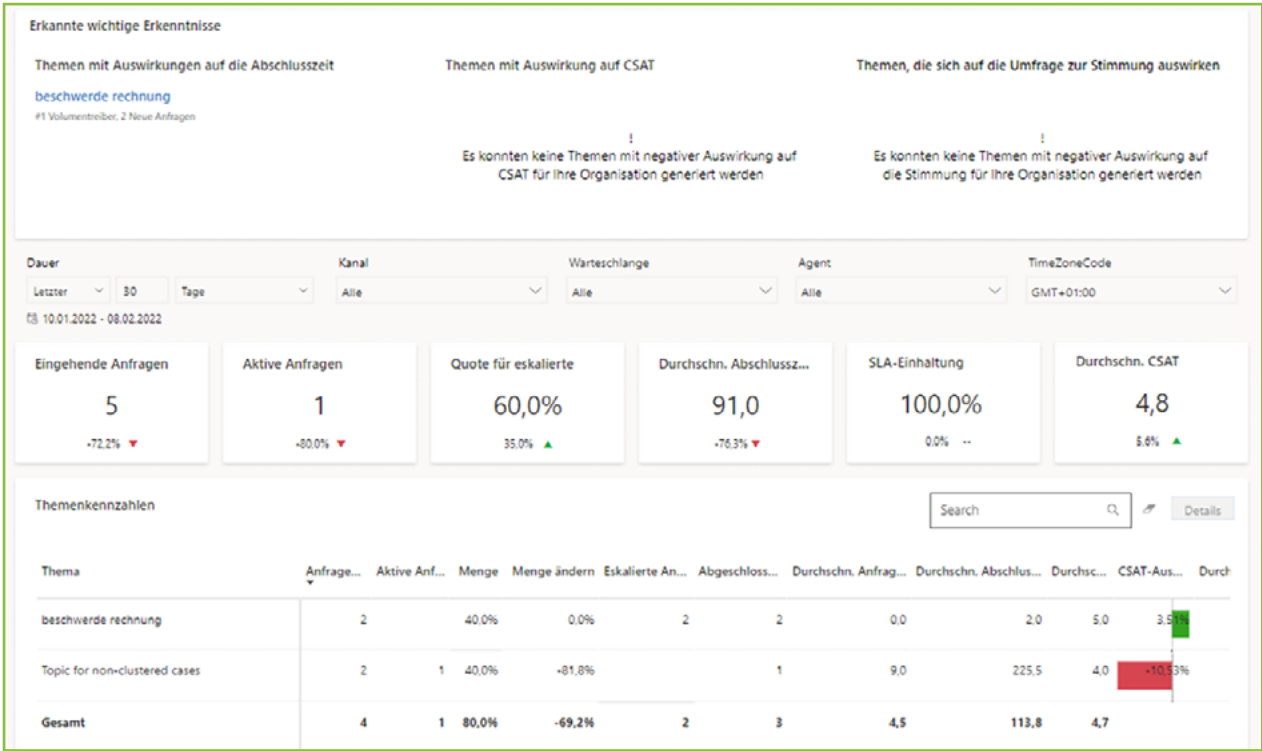 Erkannte wichtige Erkenntnisse
Themen mit Auswirkungen auf die Abschlusszeit
beschwerde rechnung
#1 Volumentreiber, 2 Neue Anfragen
Themen mit Auswirkung auf CSAT
!
Es konnten keine Themen mit negativer Auswirkung auf
CSAT für Ihre Organisation generiert werden
Themen, die sich auf die Umfrage zur Stimmung auswirken
!
Es konnten keine Themen mit negativer Auswirkung auf
die Stimmung für Ihre Organisation generiert werden
Dauer Kanal Warteschlange Agent TimeZoneCode
Letzter 30 Tage Alle Alle Alle GMT+01:00
10.01.2022 - 08.02.2022
Eingehende Anfragen
5
-72,2%
Aktive Anfragen
1
-80,0%
Quote für eskalierte
60,0%
35,0%
Durchschn. Abschlussz...
91,0
-76,3%
SLA-Einhaltung
100,0%
0,0% --
Durchschn. CSAT
4,8
5,6%
Themenkennzahlen
Search
Details
Thema Anfrage... Aktive Anf... Menge Menge ändern Eskalierte An... Abgeschloss... Durchschn. Anfrag... Durchschn. Abschlus... Durchsc... CSAT-Aus... Durch
beschwerde rechnung 2 40,0% 0,0% 2 2 0,0 2,0 5,0 3,51%
Topic for non-clustered cases 2 1 40,0% -81,8% 1 9,0 225,5 4,0 -10,53%
Gesamt 4 1 80,0% -69,2% 2 3 4,5 113,8 4,7